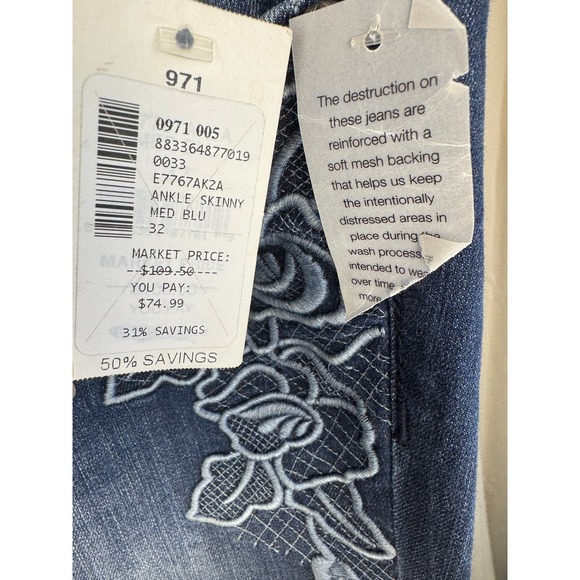 971
0971 005
883364877019
0033
E7767AK2A
ANKLE SKINNY
MED BLU
32
MARKET PRICE:
$109.50
YOU PAY:
$74.99
31% SAVINGS
50% SAVINGS
The destruction on
these jeans are
reinforced with a
soft mesh backing
that helps us keep
the intentionally
distressed areas in
place during the
wash process
intended to wea
over time
more